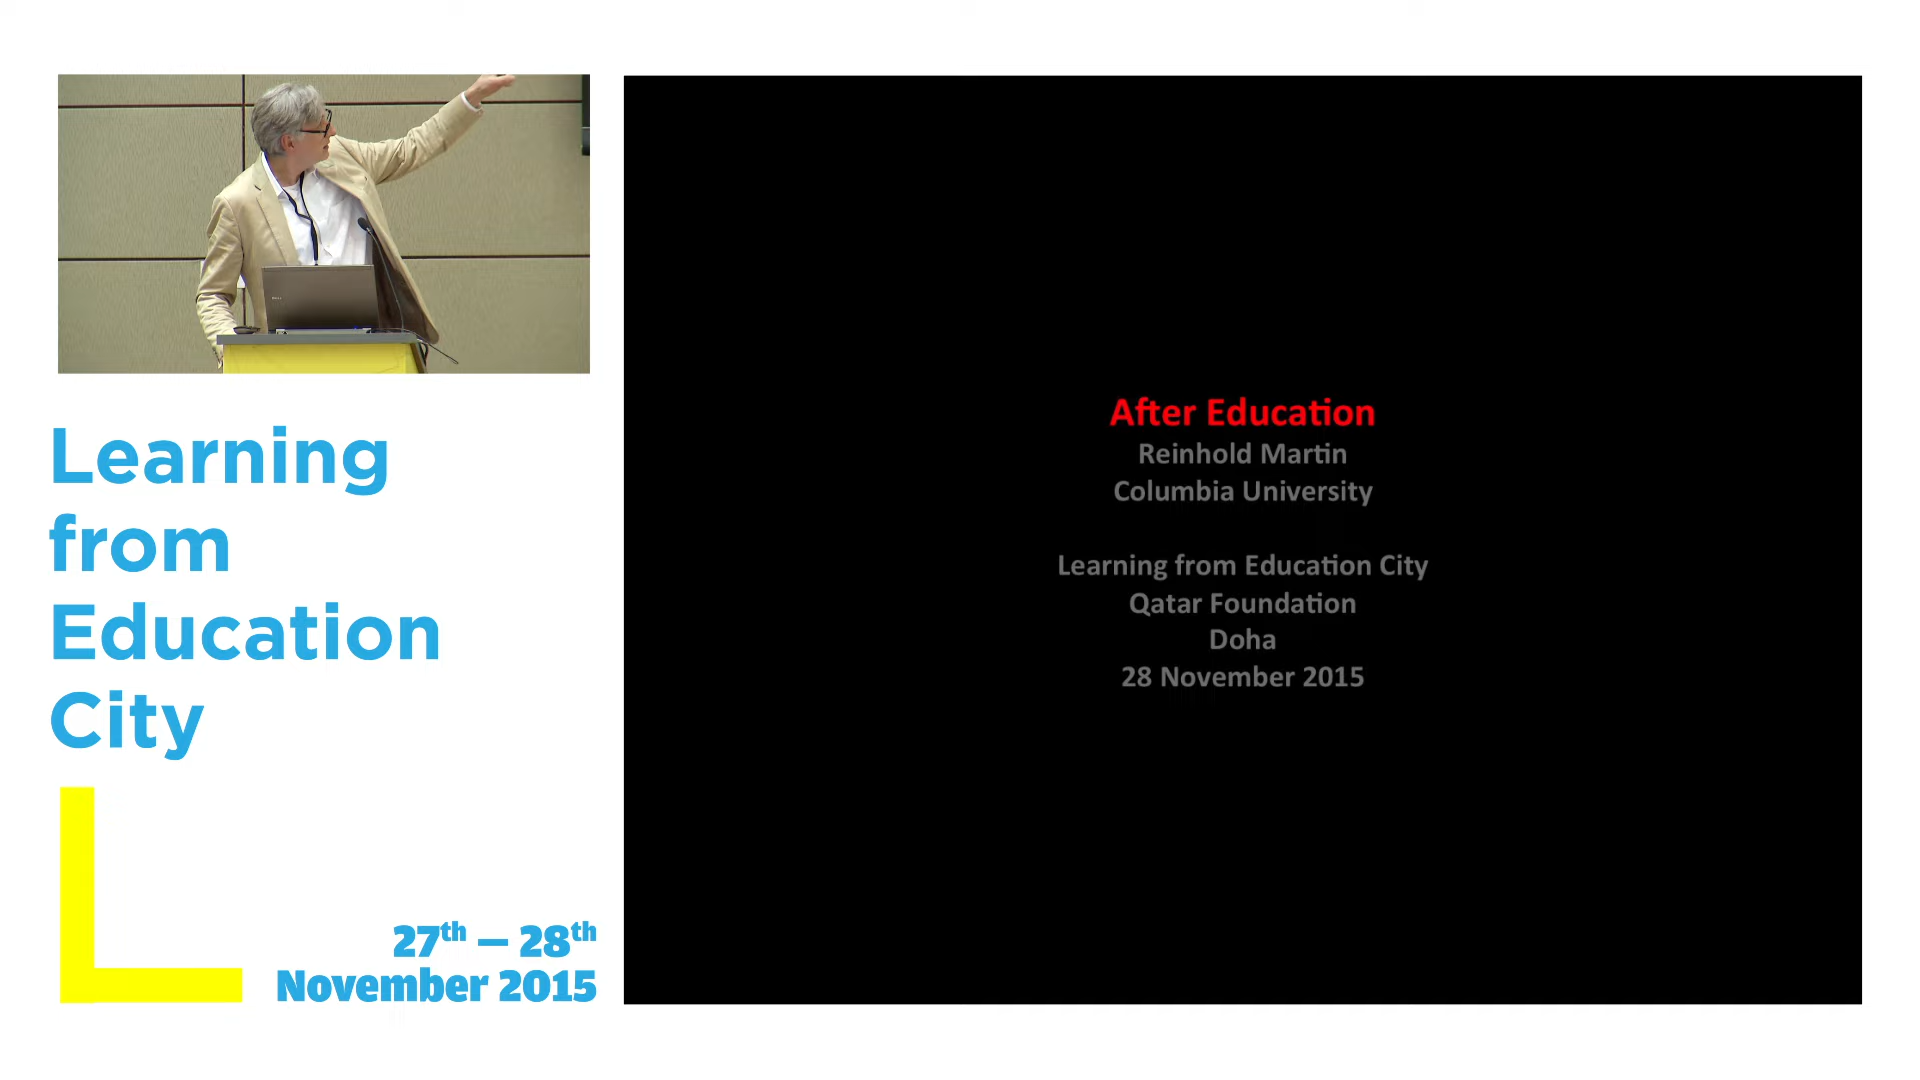 Learning
from
Education
City
27th – 28th
November 2015
After Education
Reinhold Martin
Columbia University
Learning from Education City
Qatar Foundation
Doha
28 November 2015